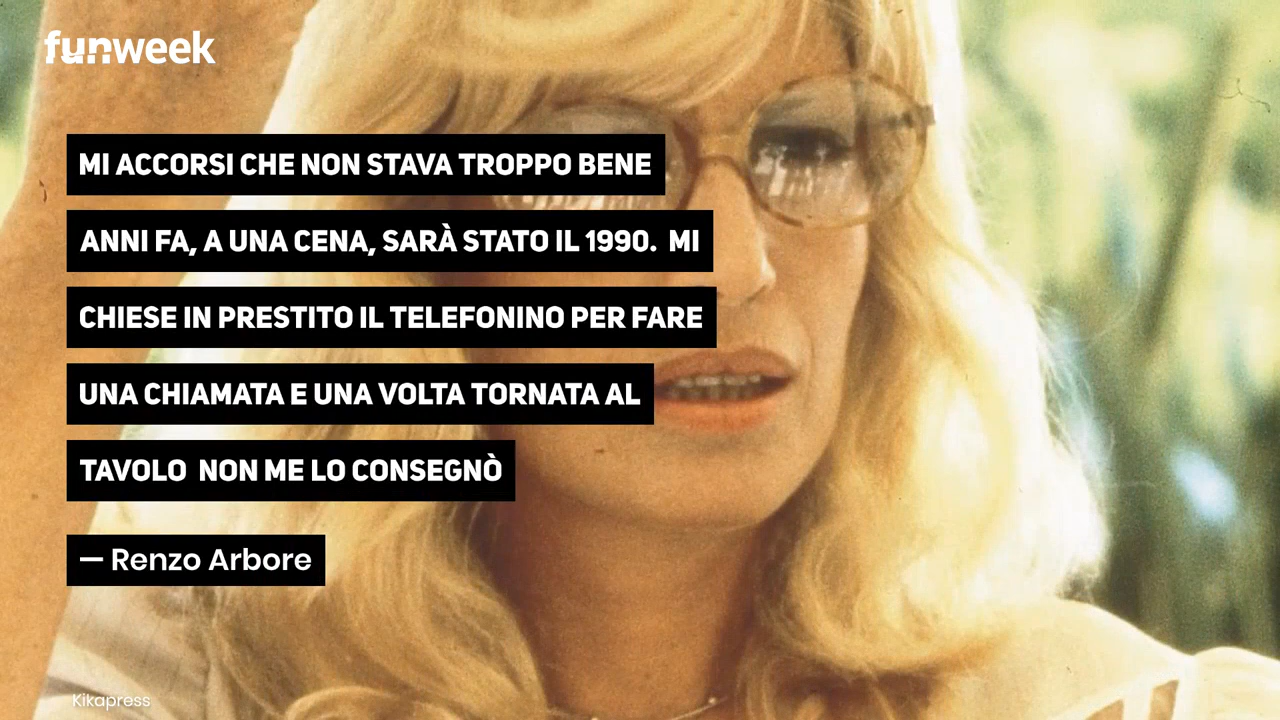 funweek
MI ACCORSI CHE NON STAVA TROPPO BENE
ANNI FA, A UNA CENA, SARÀ STATO IL 1990.  MI
CHIESE IN PRESTITO IL TELEFONINO PER FARE
UNA CHIAMATA E UNA VOLTA TORNATA AL
TAVOLO  NON ME LO CONSEGNÒ
— Renzo Arbore
Kikapress